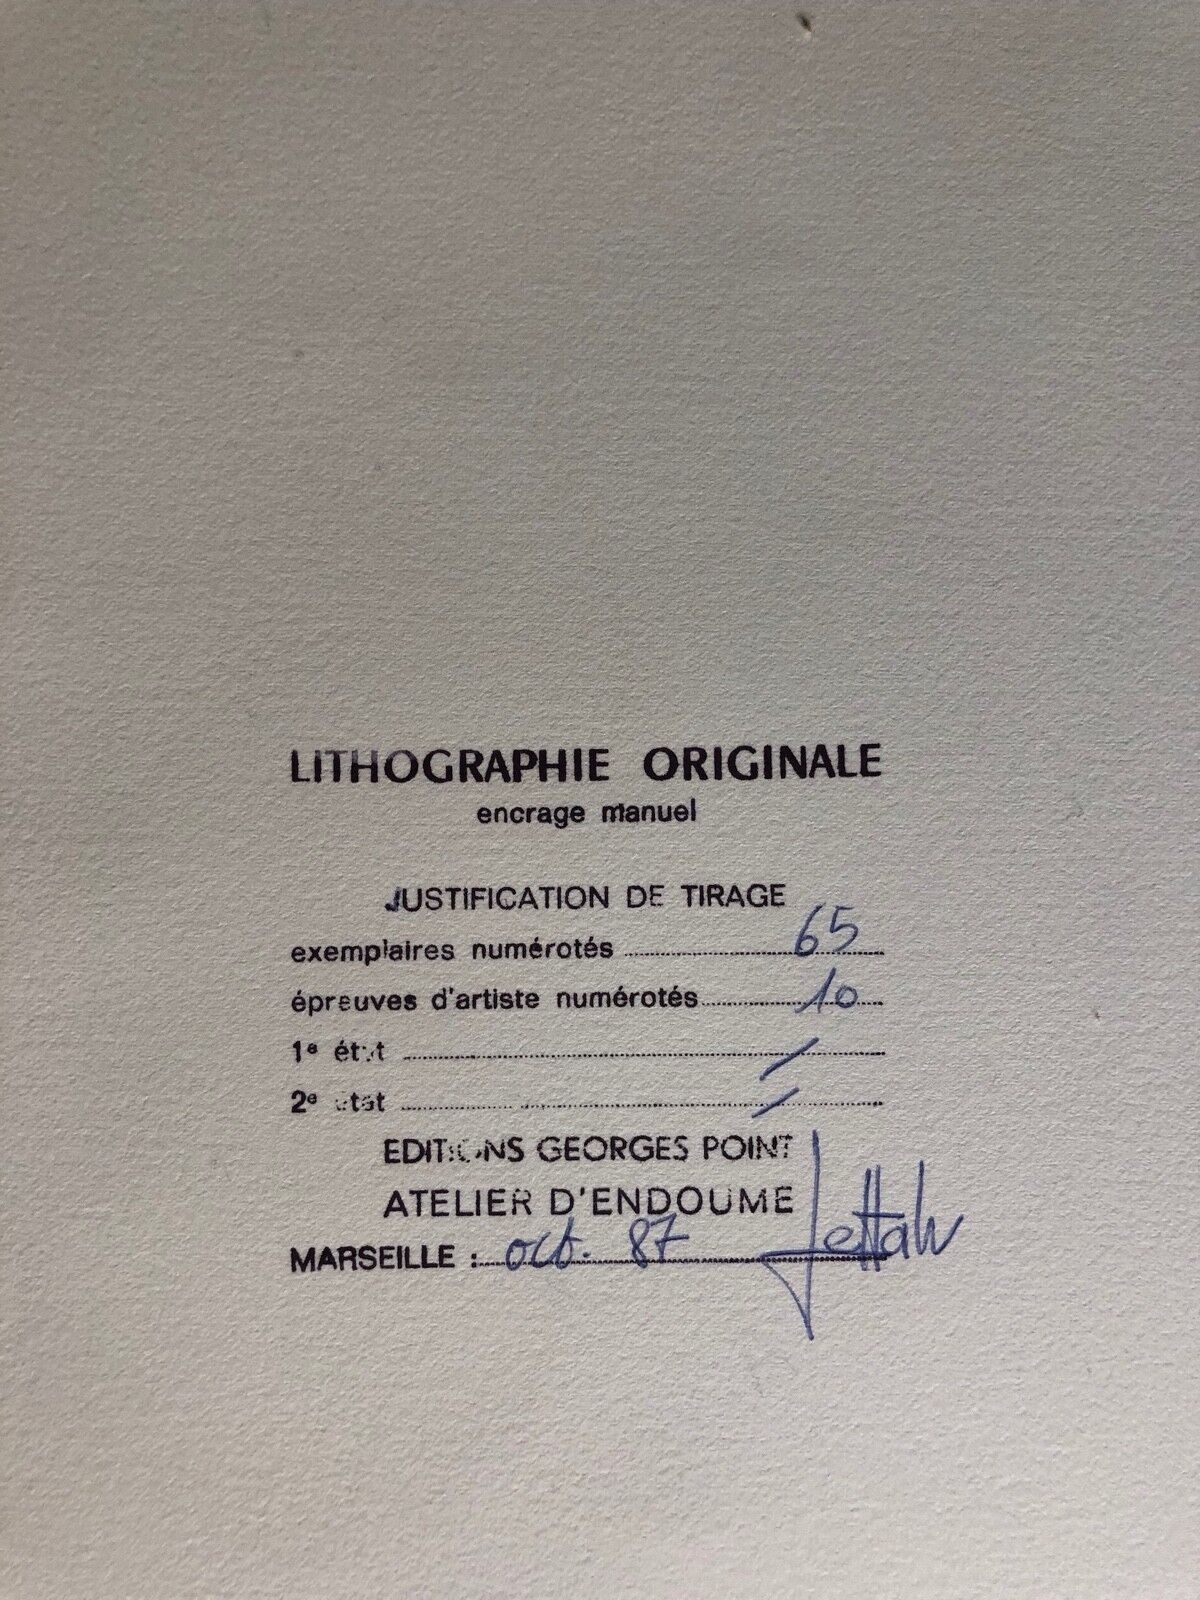 LITHOGRAPHIE ORIGINALE
encrage manuel
JUSTIFICATION DE TIRAGE
exemplaires numérotés 65
épreuves d'artiste numérotés 10
1e état /
2e état /
EDITIONS GEORGES POINT
ATELIER D'ENDOUME
MARSEILLE : oct. 87